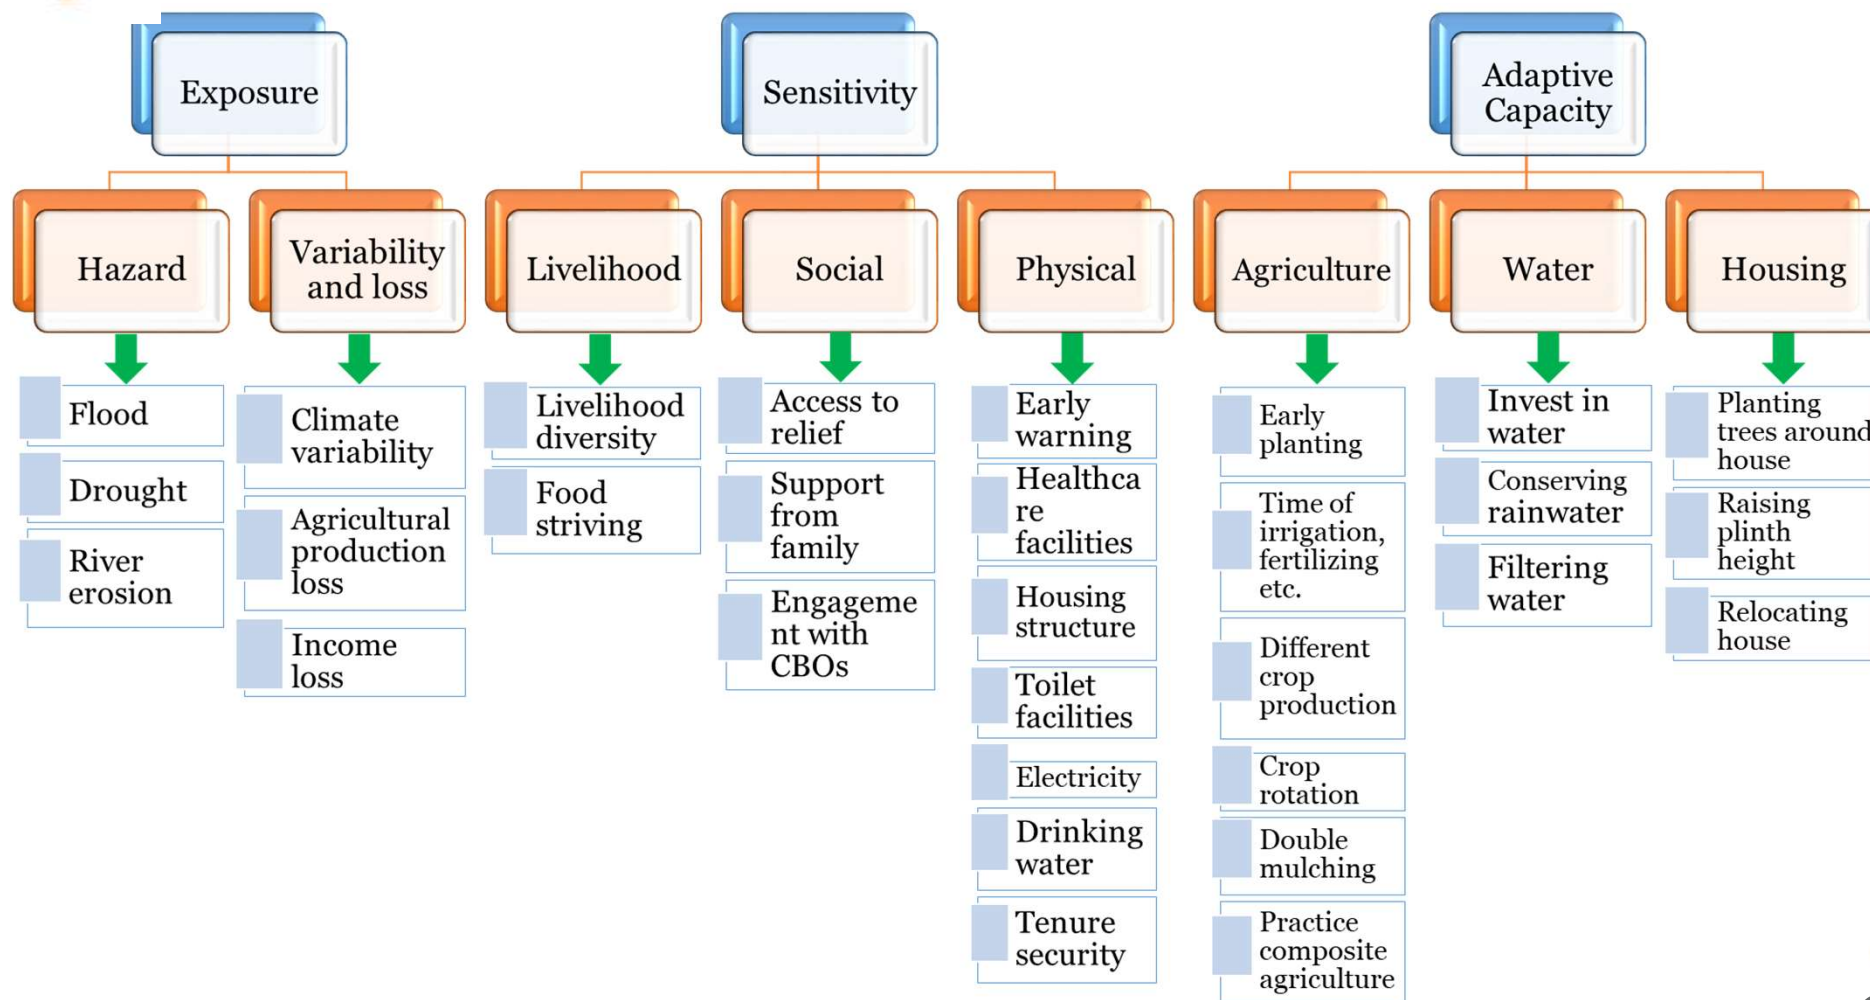 Exposure
Sensitivity
Adaptive
Capacity
Hazard
Variability
and loss
Livelihood
Social
Physical
Agriculture
Water
Housing
Flood
Drought
River
erosion
Climate
variability
Agricultural
production
loss
Income
loss
Livelihood
diversity
Food
striving
Access to
relief
Support
from
family
Engageme
nt with
CBOs
Early
warning
Healthca
re
facilities
Housing
structure
Toilet
facilities
Electricity
Drinking
water
Tenure
security
Early
planting
Time of
irrigation,
fertilizing
etc.
Different
crop
production
Crop
rotation
Double
mulching
Practice
composite
agriculture
Invest in
water
Conserving
rainwater
Filtering
water
Planting
trees around
house
Raising
plinth
height
Relocating
house